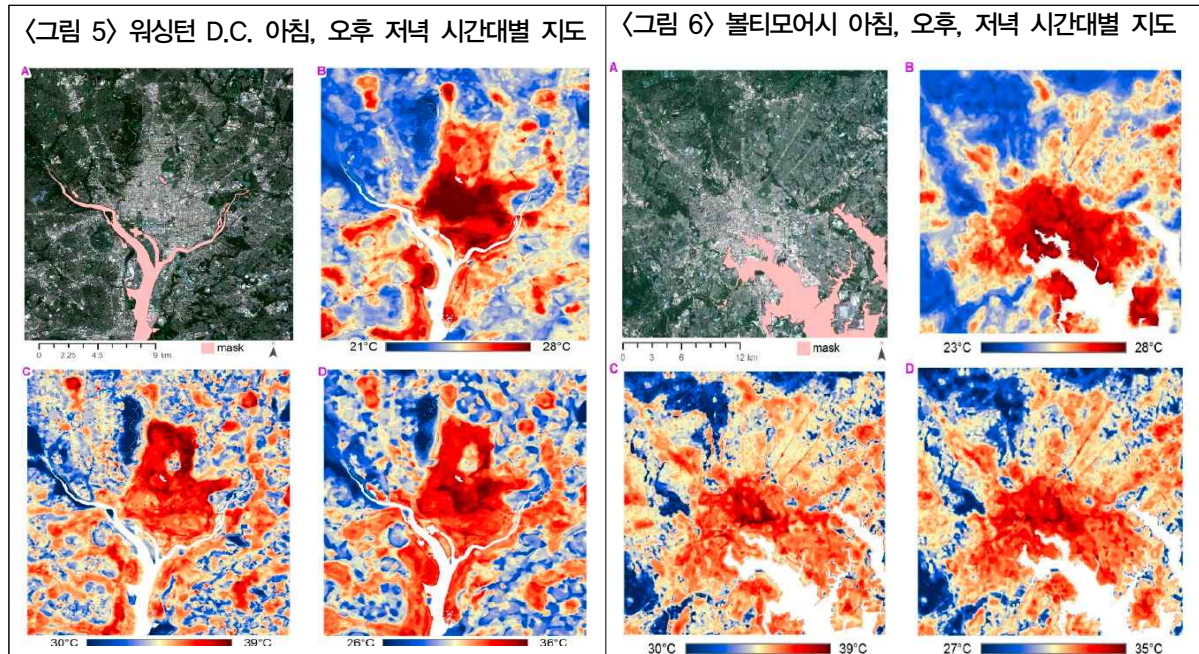 〈그림 5〉 워싱턴 D.C. 아침, 오후 저녁 시간대별 지도
A
B
0 2.25 4.5 9 km
mask
21°C 28°C
C
D
30°C 39°C
26°C 36°C
〈그림 6〉 볼티모어시 아침, 오후, 저녁 시간대별 지도
A
B
0 3 6 12 km
mask
23°C 28°C
C
D
30°C 39°C
27°C 35°C